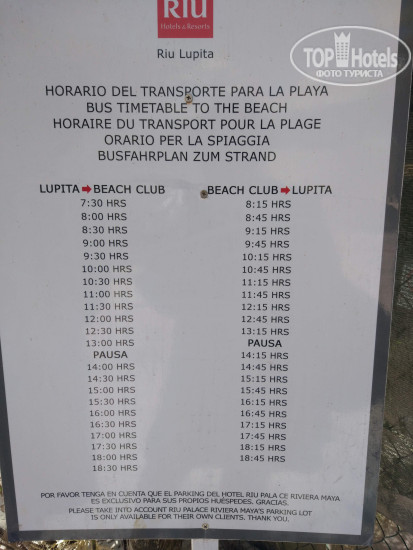 RIU
Hotels & Resorts
Riu Lupita
TOP Hotels
ФОТО ТУРИСТА
HORARIO DEL TRANSPORTE PARA LA PLAYA
BUS TIMETABLE TO THE BEACH
HORAIRE DU TRANSPORT POUR LA PLAGE
ORARIO PER LA SPIAGGIA
BUSFAHRPLAN ZUM STRAND
LUPITA ➡ BEACH CLUB
7:30 HRS
8:00 HRS
8:30 HRS
9:00 HRS
9:30 HRS
10:00 HRS
10:30 HRS
11:00 HRS
11:30 HRS
12:00 HRS
12:30 HRS
13:00 HRS
PAUSA
14:00 HRS
14:30 HRS
15:00 HRS
15:30 HRS
16:00 HRS
16:30 HRS
17:00 HRS
17:30 HRS
18:00 HRS
18:30 HRS
BEACH CLUB ➡ LUPITA
8:15 HRS
8:45 HRS
9:15 HRS
9:45 HRS
10:15 HRS
10:45 HRS
11:15 HRS
11:45 HRS
12:15 HRS
12:45 HRS
13:15 HRS
PAUSA
14:15 HRS
14:45 HRS
15:15 HRS
15:45 HRS
16:15 HRS
16:45 HRS
17:15 HRS
17:45 HRS
18:15 HRS
18:45 HRS
POR FAVOR TENGA EN CUENTA QUE EL PARKING DEL HOTEL RIU PALA CE RIVIERA MAYA
ES EXCLUSIVO PARA SUS PROPIOS HUÉSPEDES. GRACIAS.
PLEASE TAKE INTO ACCOUNT RIU PALACE RIVIERA MAYA'S PARKING LOT
IS ONLY AVAILABLE FOR THEIR OWN CLIENTS. THANK YOU.